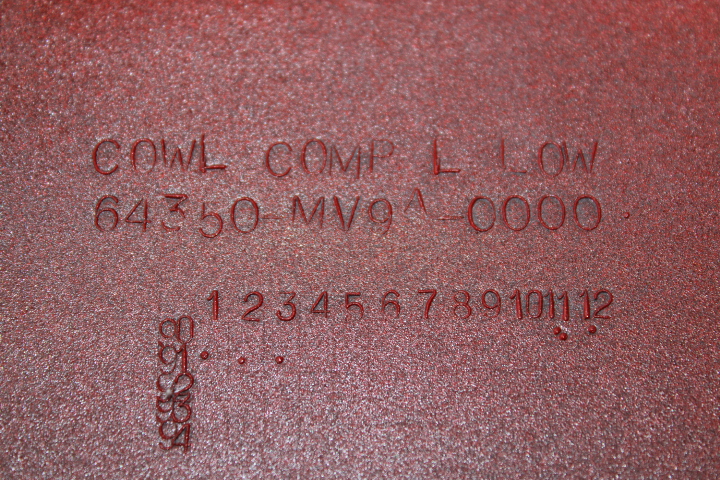 COWL COMP L LOW
64350-MV9A-0000
1 2 3 4 5 6 7 8 9 10 11 12